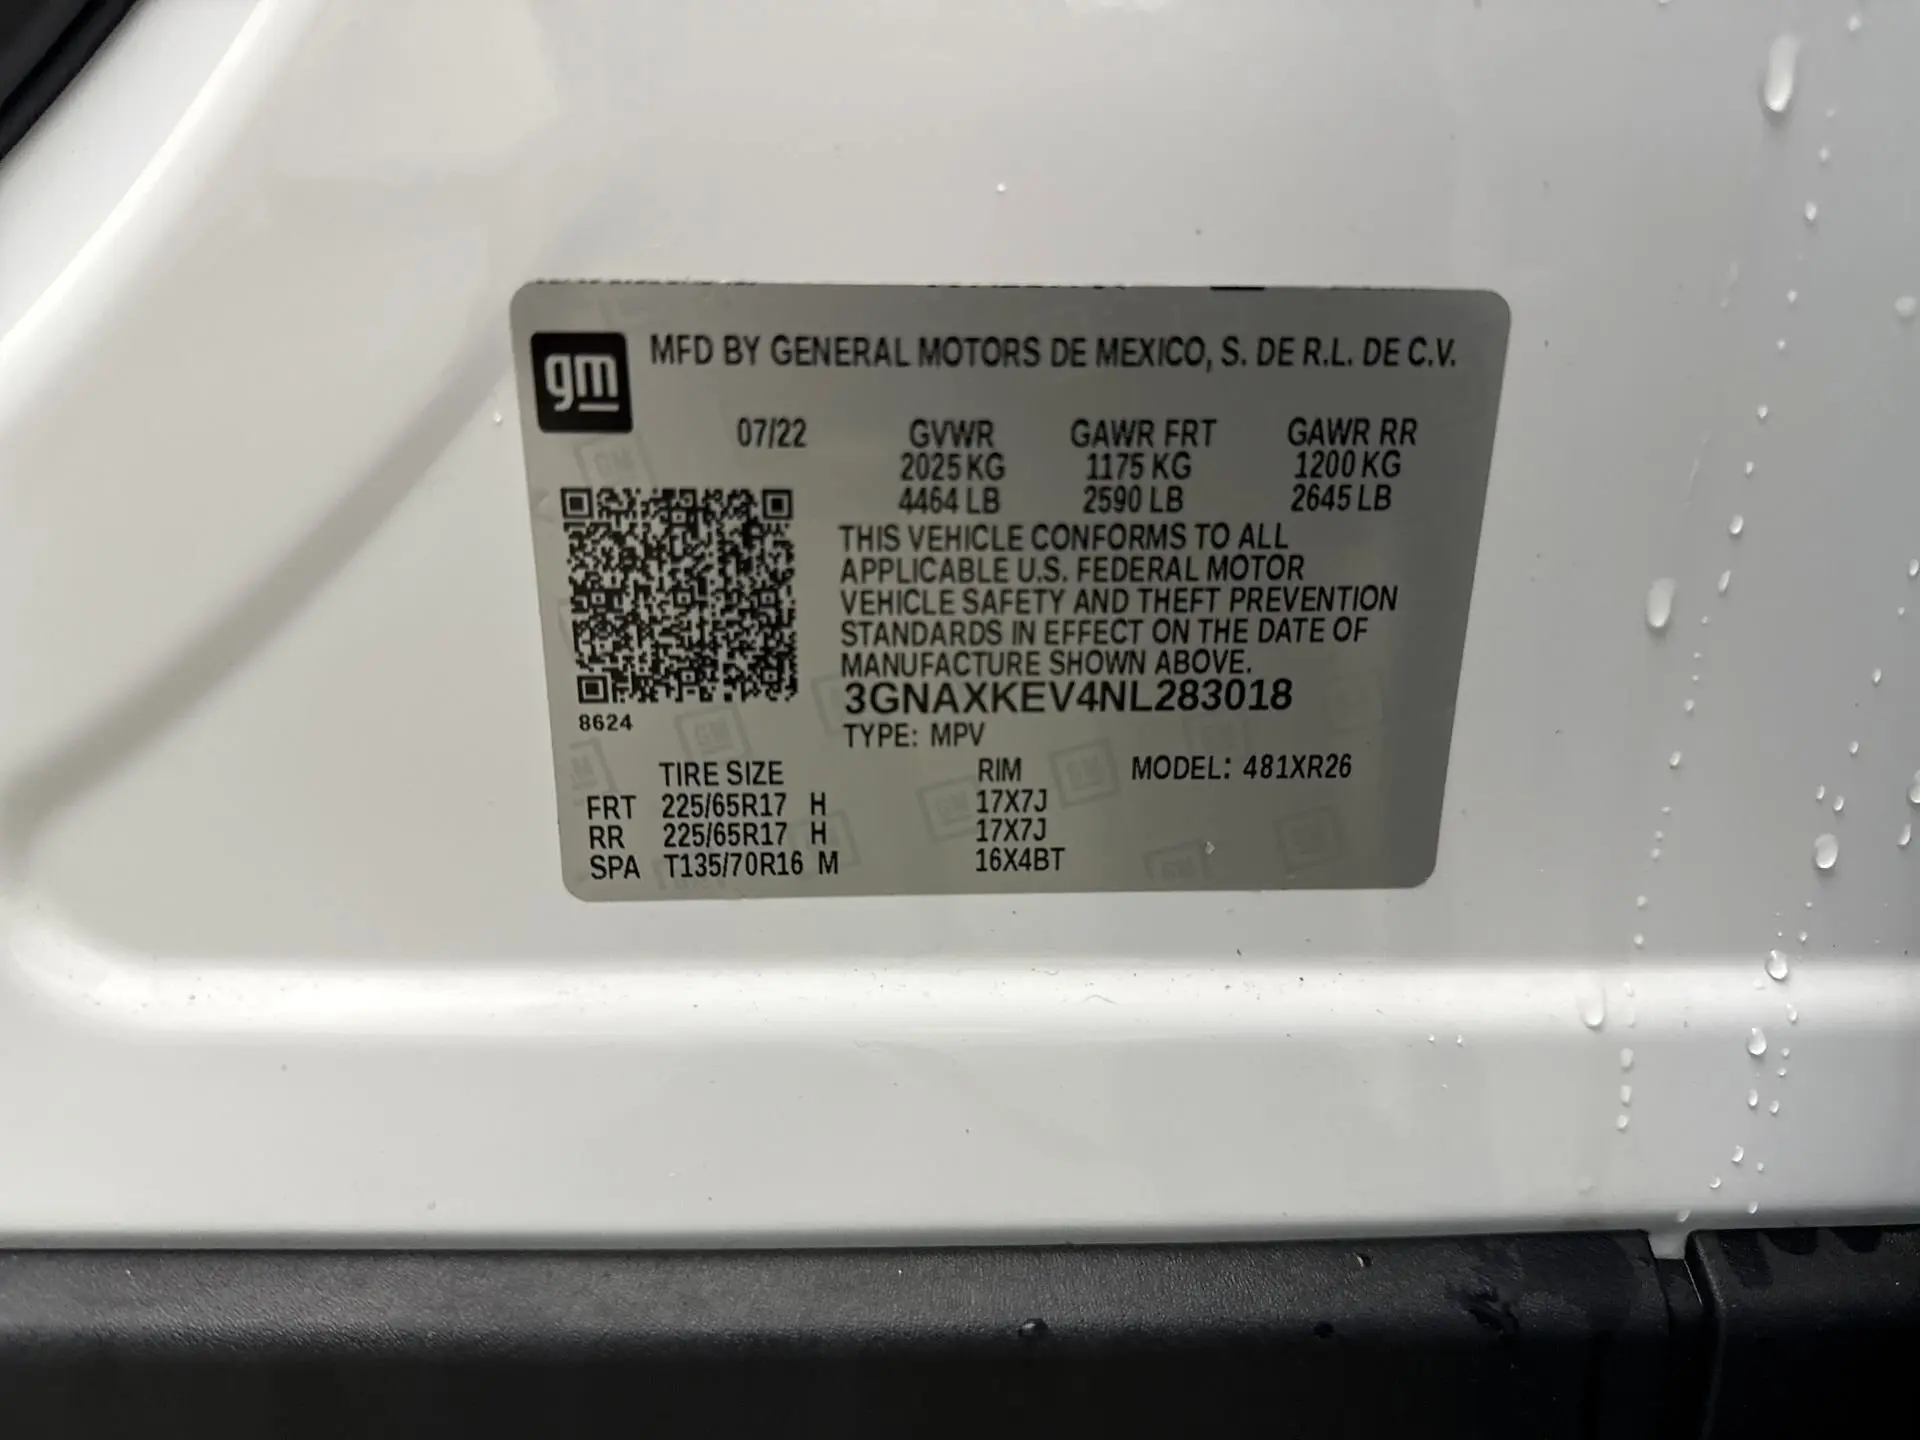 gm
MFD BY GENERAL MOTORS DE MEXICO, S. DE R.L. DE C.V.
07/22 GVWR GAWR FRT GAWR RR
2025 KG 1175 KG 1200 KG
4464 LB 2590 LB 2645 LB
THIS VEHICLE CONFORMS TO ALL
APPLICABLE U.S. FEDERAL MOTOR
VEHICLE SAFETY AND THEFT PREVENTION
STANDARDS IN EFFECT ON THE DATE OF
MANUFACTURE SHOWN ABOVE.
3GNAXKEV4NL283018
8624
TYPE: MPV
TIRE SIZE RIM MODEL: 481XR26
FRT 225/65R17 H 17X7J
RR 225/65R17 H 17X7J
SPA T135/70R16 M 16X4BT